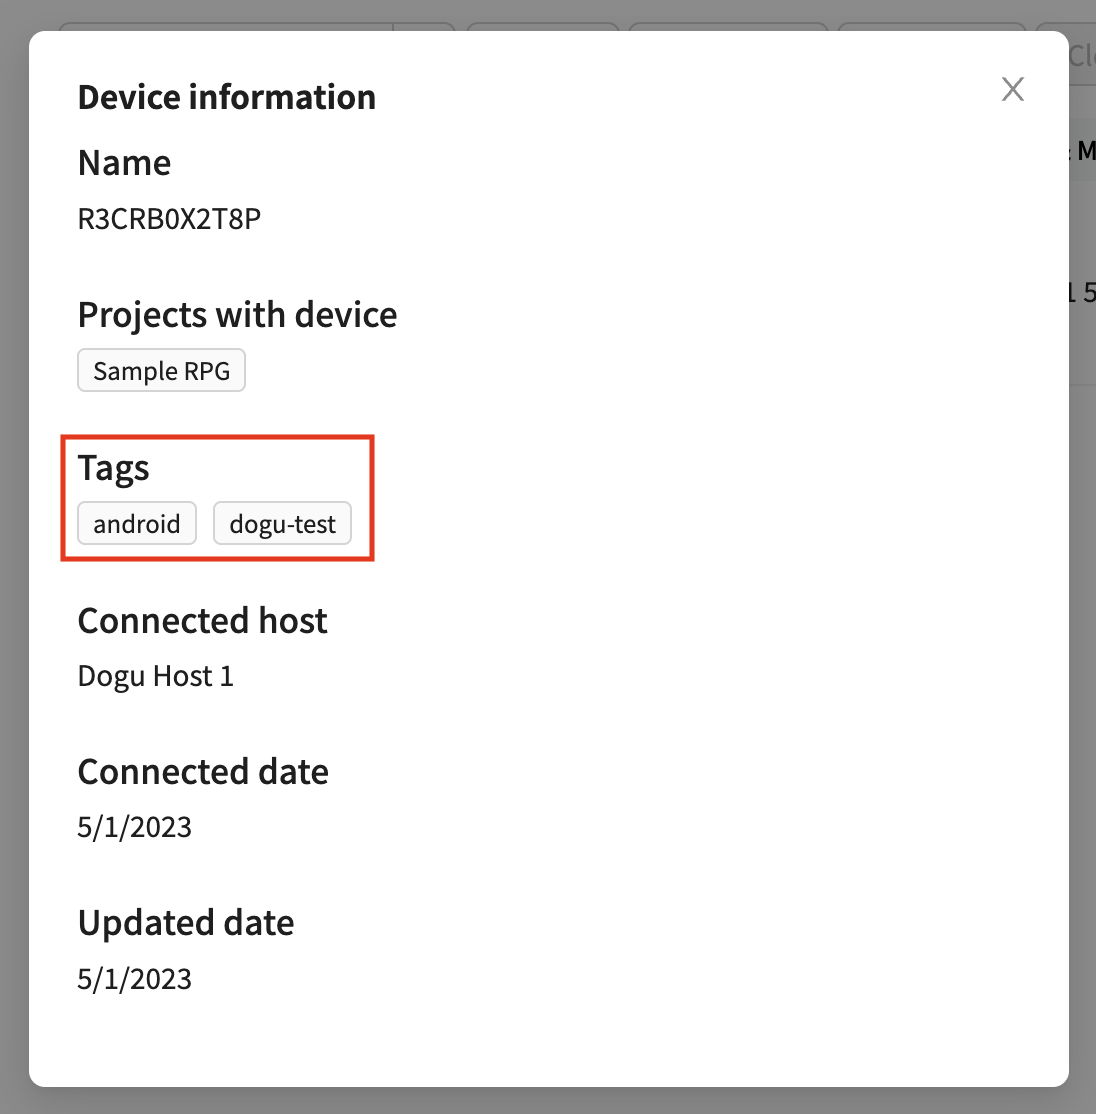 Device information
Name
R3CRB0X2T8P
Projects with device
Sample RPG
Tags
android dogu-test
Connected host
Dogu Host 1
Connected date
5/1/2023
Updated date
5/1/2023